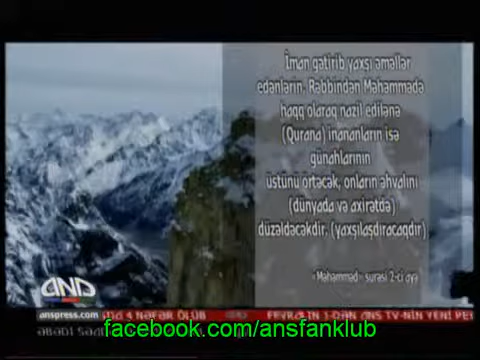 İman gətirib yaxşı əməllər
edənlərin, Rəbbindən Məhəmmədə
haqq olaraq nazil edilənə
(Qurana) inananların isə
günahlarının
üstünü örtəcək, onların əhvalını
(dünyada və axirətdə)
düzəldəcəkdir. (yaxşılaşdıracaqdır)
«Məhəmməd» surəsi 2-ci ayə
ANS
anspress.com 4 NƏFƏR ÖLÜB FEVRALIN 1-DƏN ANS TV-NİN YENİ
ƏBƏDİ
facebook.com/ansfanklub